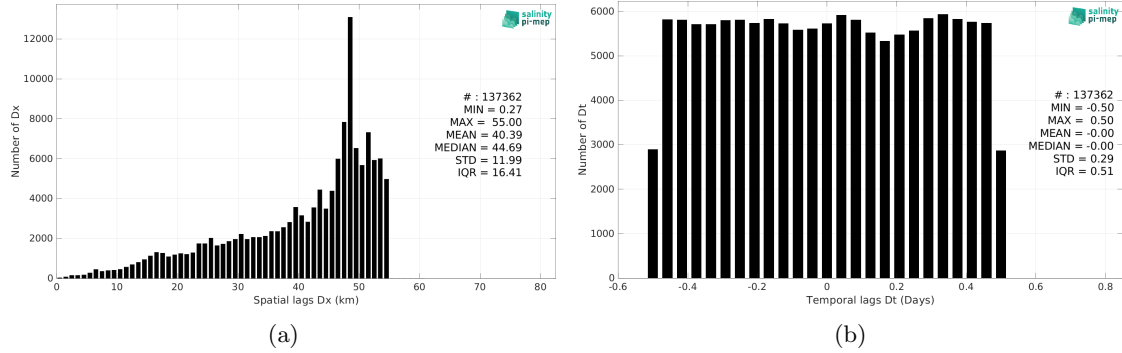 salinity
pi-mep
12000
10000
8000
6000
4000
2000
0
Number of Dx
# : 137362
MIN = 0.27
MAX = 55.00
MEAN = 40.39
MEDIAN = 44.69
STD = 11.99
IQR = 16.41
0 10 20 30 40 50 60 70 80
Spatial lags Dx (km)
(a)
salinity
pi-mep
6000
5000
4000
3000
2000
1000
0
Number of Dt
# : 137362
MIN = -0.50
MAX = 0.50
MEAN = -0.00
MEDIAN = -0.00
STD = 0.29
IQR = 0.51
-0.6 -0.4 -0.2 0 0.2 0.4 0.6 0.8
Temporal lags Dt (Days)
(b)